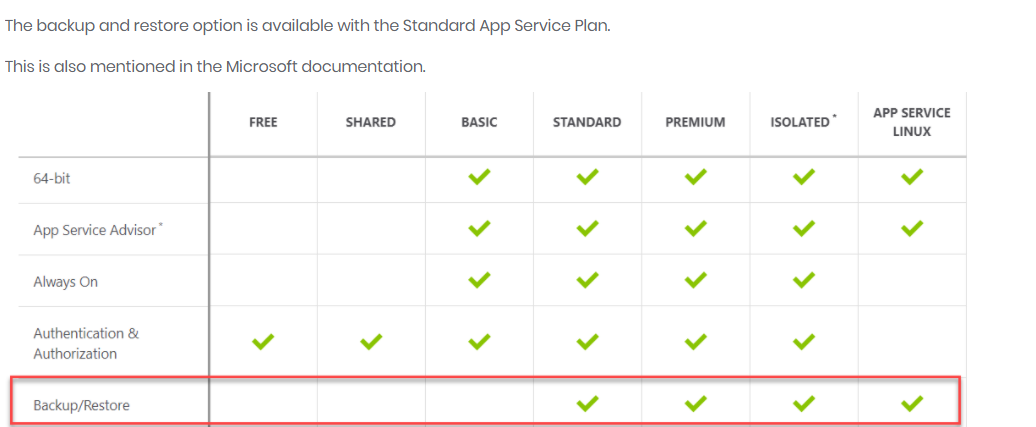 The backup and restore option is available with the Standard App Service Plan.
This is also mentioned in the Microsoft documentation.
FREE SHARED BASIC STANDARD PREMIUM ISOLATED* APP SERVICE
LINUX
64-bit
App Service Advisor*
Always On
Authentication &
Authorization
Backup/Restore